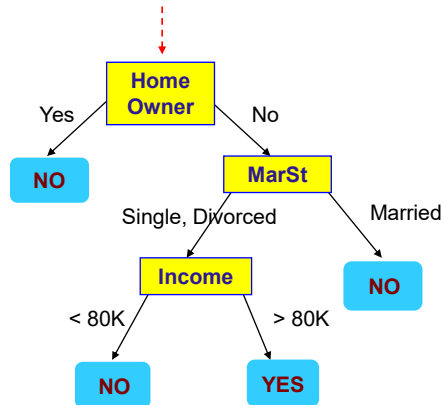 Home
Owner
Yes
No
NO
MarSt
Single, Divorced
Married
Income
NO
< 80K
> 80K
NO
YES